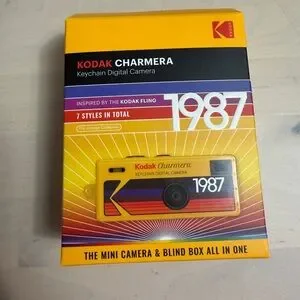 Kodak
KODAK CHARMERA
Keychain Digital Camera
INSPIRED BY THE KODAK FLING
7 STYLES IN TOTAL
1987
Kodak Charmera
KEYCHAIN DIGITAL CAMERA
1987
THE MINI CAMERA & BLIND BOX ALL IN ONE